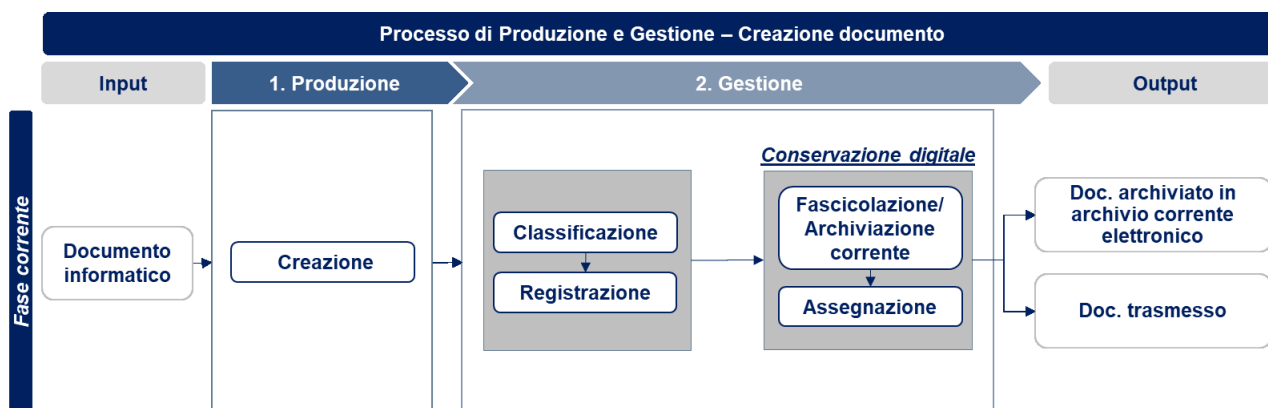 Processo di Produzione e Gestione – Creazione documento
Input
1. Produzione
2. Gestione
Output
Fase corrente
Documento
informatico
Creazione
Classificazione
Registrazione
Conservazione digitale
Fascicolazione/
Archiviazione
corrente
Assegnazione
Doc. archiviato in
archivio corrente
elettronico
Doc. trasmesso